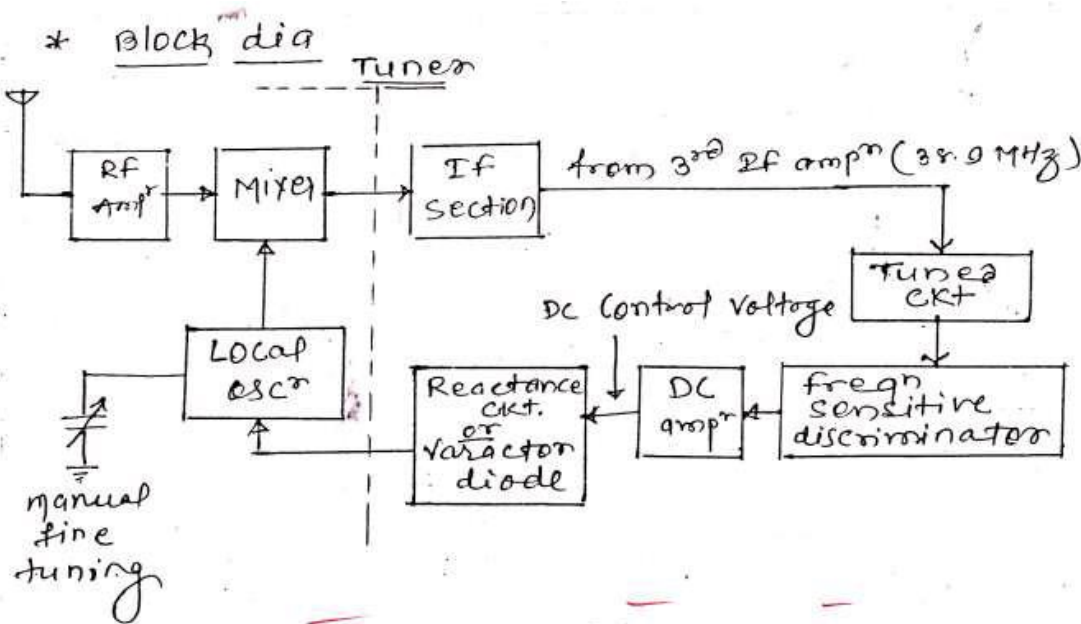 * Block dia
Tuner
RF
Ampr
Mixer
IF
section
from 3rd IF ampn (38.9 MHz)
Tuned
CKt
DC Control Voltage
Local
oscr
Reactance
ckt.
or
varactor
diode
DC
ampr
freqn
sensitive
discriminator
manual
fine
tuning